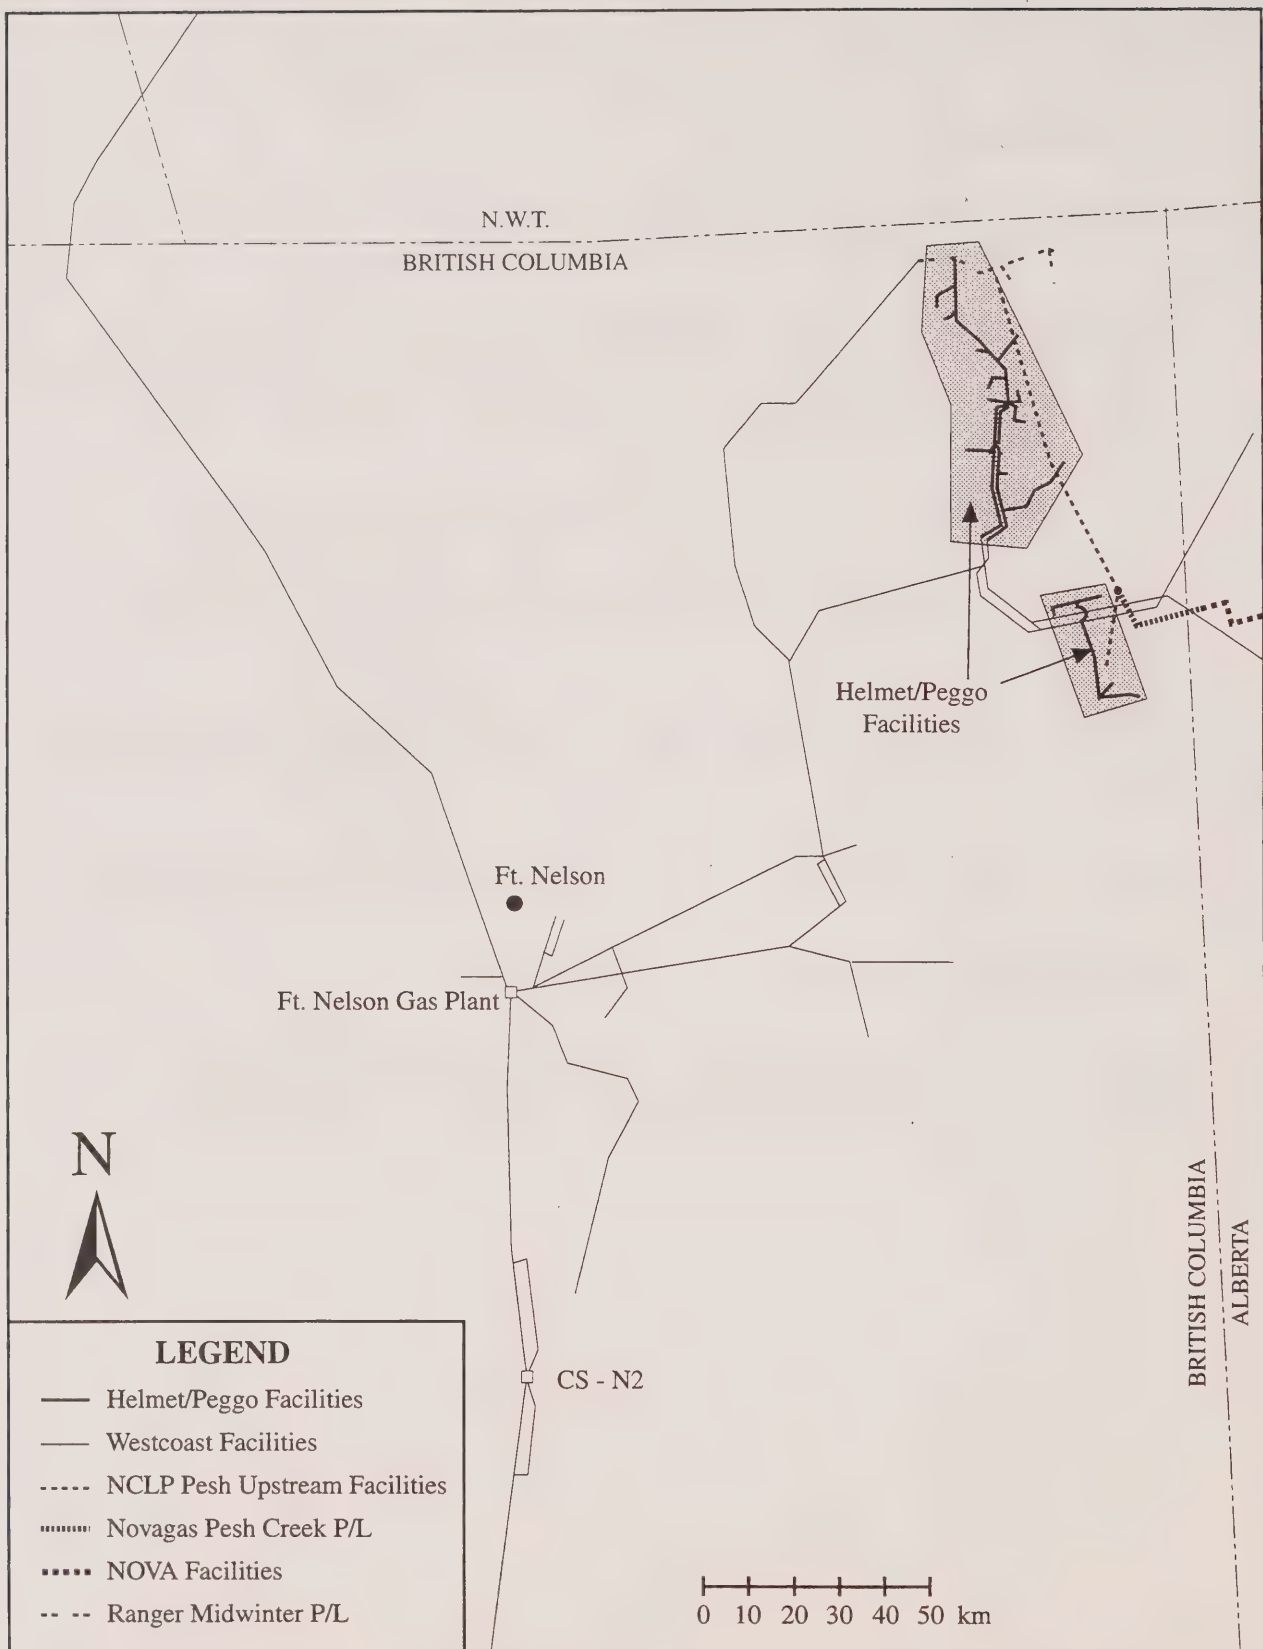 N.W.T.
BRITISH COLUMBIA
Helmet/Peggo
Facilities
Ft. Nelson
Ft. Nelson Gas Plant
N
BRITISH COLUMBIA
ALBERTA
CS - N2
LEGEND
Helmet/Peggo Facilities
Westcoast Facilities
NCLP Pesh Upstream Facilities
Novagas Pesh Creek P/L
NOVA Facilities
Ranger Midwinter P/L
0 10 20 30 40 50 km